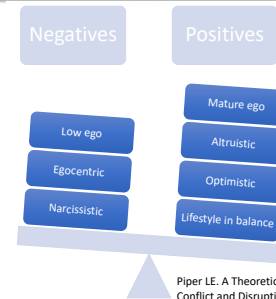 Negatives
Positives
Low ego
Egocentric
Narcissistic
Mature ego
Altruistic
Optimistic
Lifestyle in balance
Piper LE. A Theoretic
Conflict and Disrupti